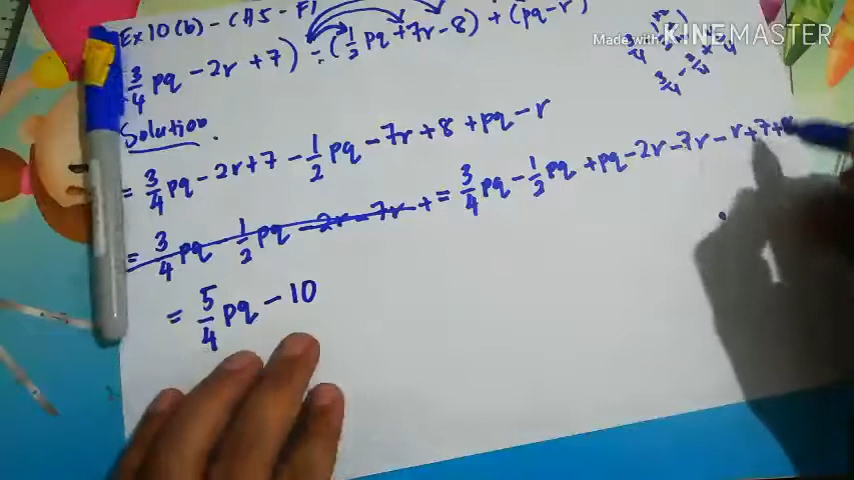 Ex 10 (b) - CH5 - F1
(3/4 pq - 2r + 7) - (1/2 pq + 7r - 8) + (pq - r)
Made with KINEMASTER
Solution
= 3/4 pq - 2r + 7 - 1/2 pq - 7r + 8 + pq - r
= 3/4 pq - 1/2 pq - 2r - 7r +
= 3/4 pq - 1/2 pq + pq - 2r - 7r - r + 7 + 8
= 5/4 pq - 10